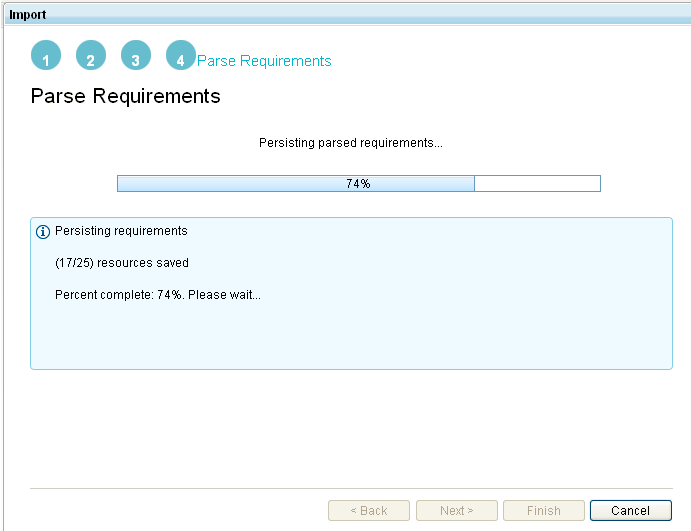 Import
1 2 3 4 Parse Requirements
Parse Requirements
Persisting parsed requirements...
74%
Persisting requirements
(17/25) resources saved
Percent complete: 74%. Please wait...
< Back Next > Finish Cancel